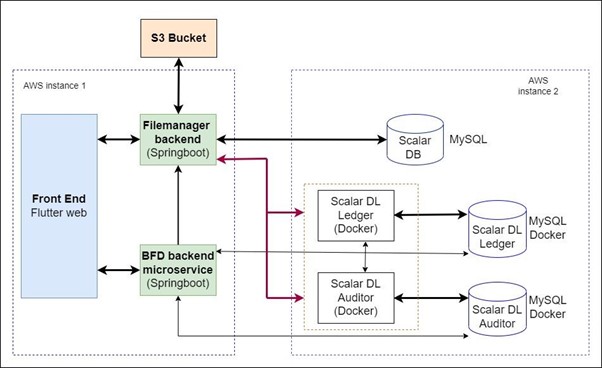 S3 Bucket
AWS instance 1
AWS
instance 2
Front End
Flutter web
Filemanager
backend
(Springboot)
Scalar
DB
MySQL
Scalar DL
Ledger
(Docker)
Scalar DL
Ledger
MySQL
Docker
BFD backend
microservice
(Springboot)
Scalar DL
Auditor
(Docker)
Scalar DL
Auditor
MySQL
Docker